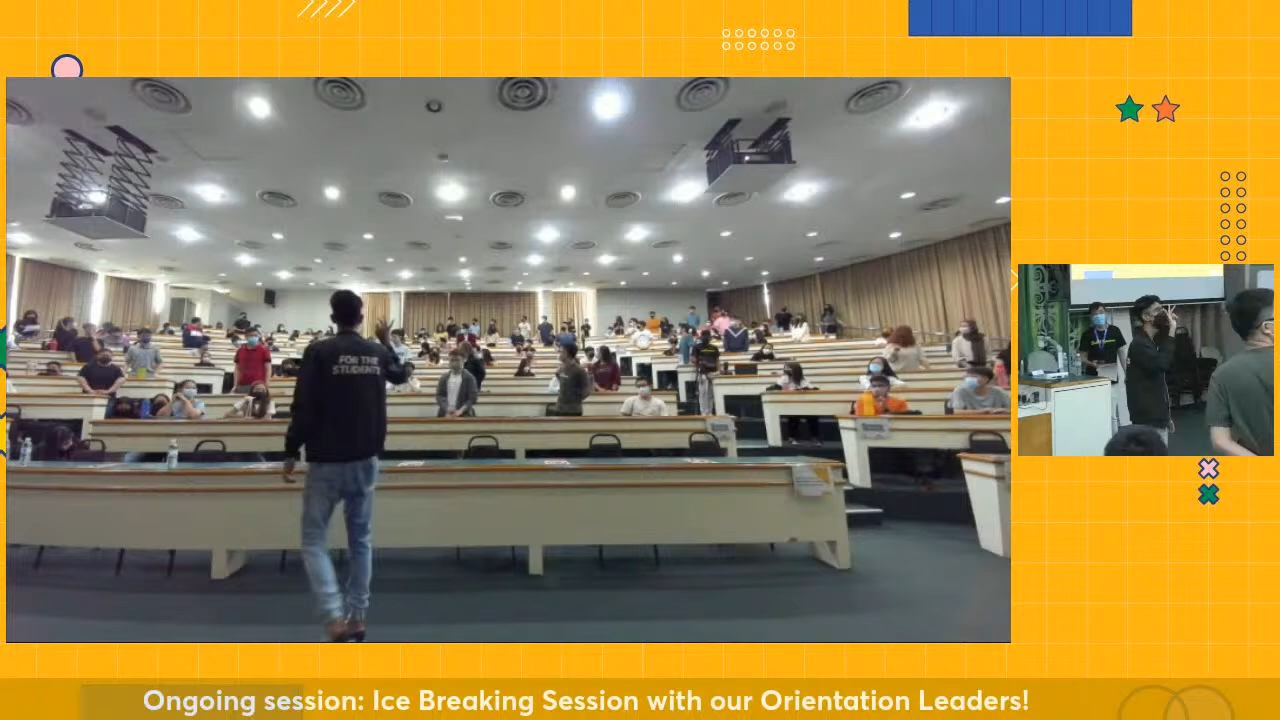 FOR THE
STUDENTS
Ongoing session: Ice Breaking Session with our Orientation Leaders!